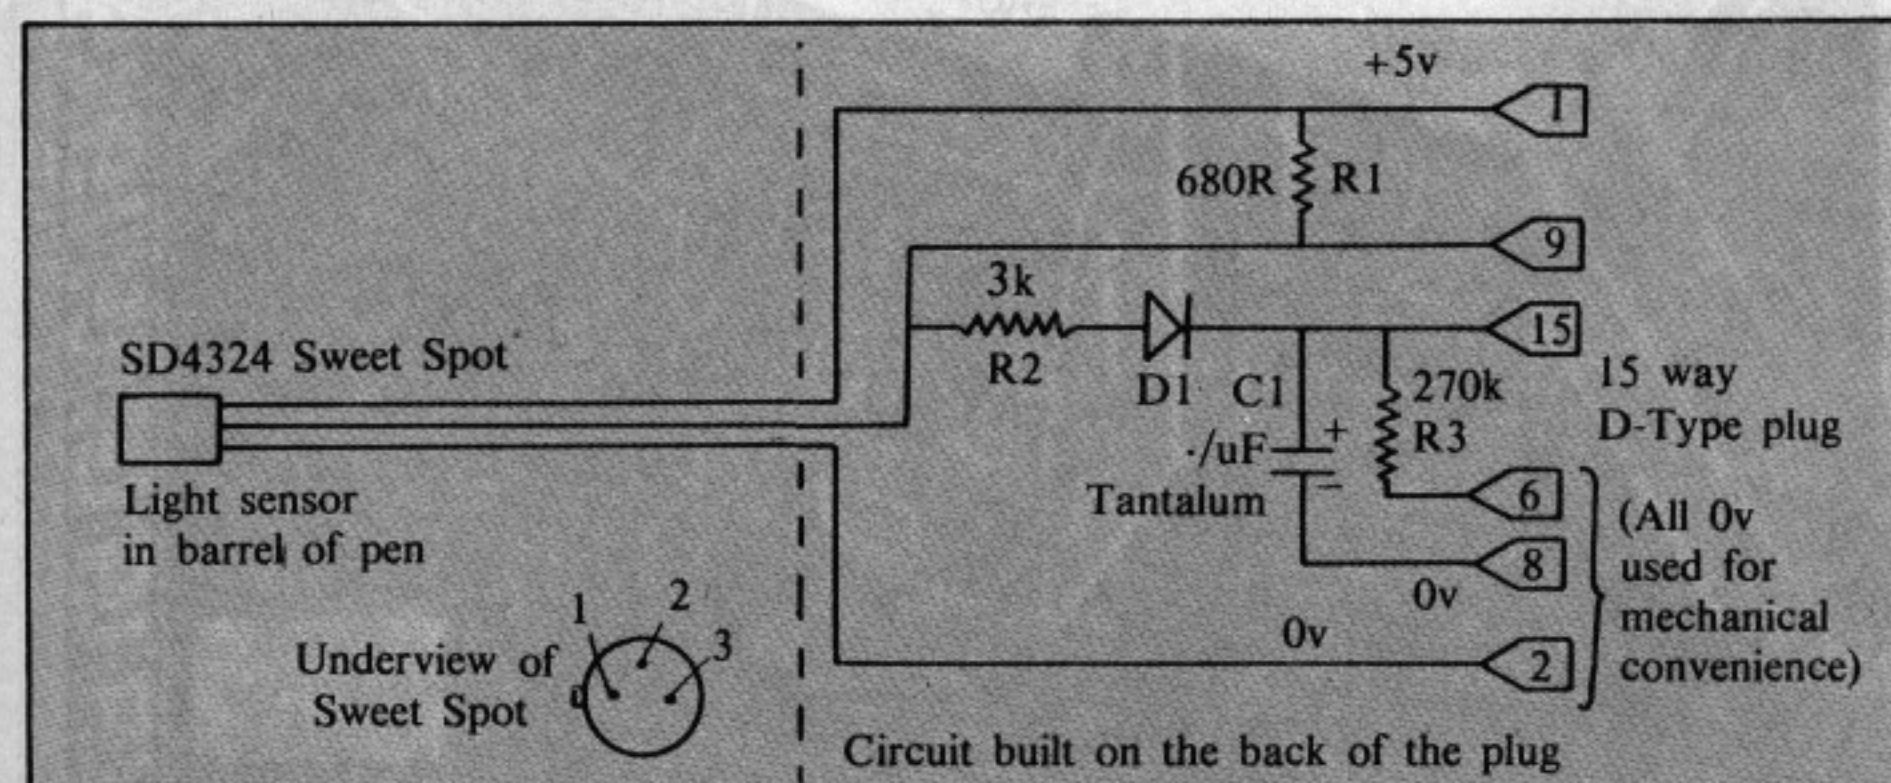 +5v
1
680R R1
9
3k
R2
D1
C1
15
15 way
D-Type plug
270k
R3
+
·/uF
−
Tantalum
6
8
0v
0v
2
(All 0v
used for
mechanical
convenience)
SD4324 Sweet Spot
Light sensor
in barrel of pen
1
2
3
Underview of
Sweet Spot
Circuit built on the back of the plug